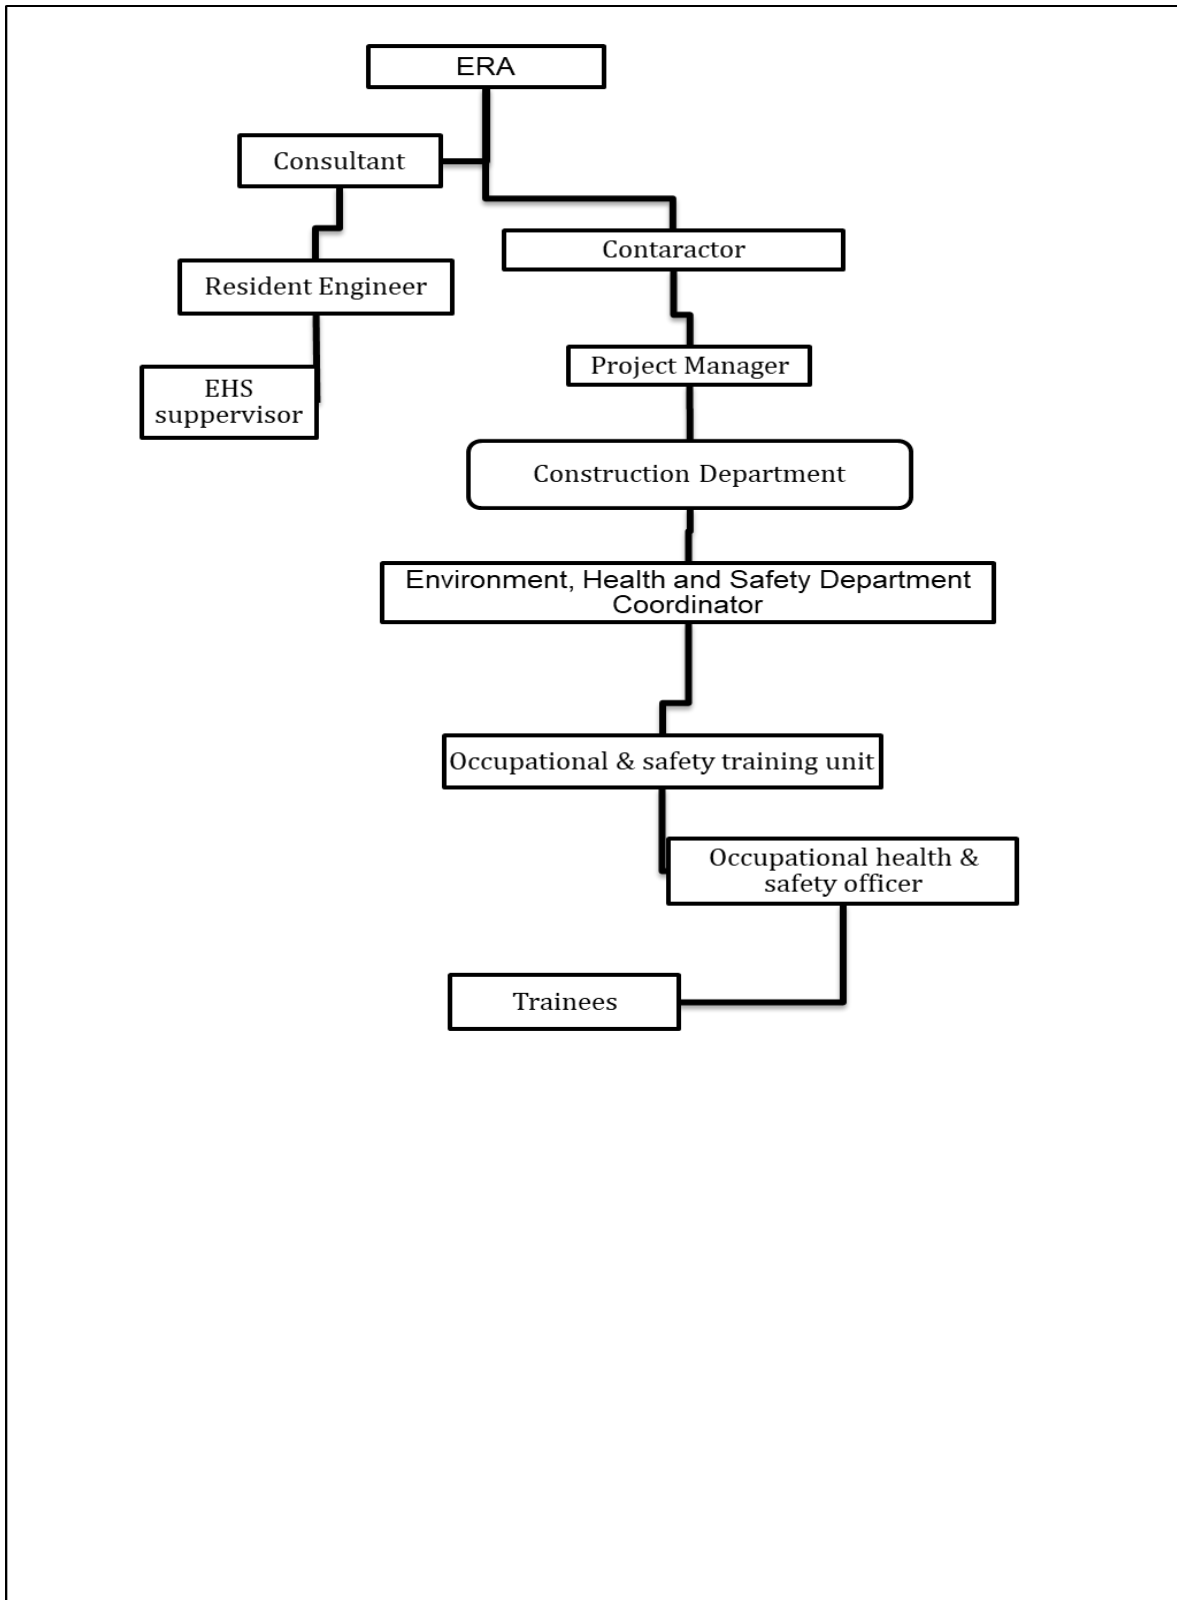 ERA
Consultant
Contaractor
Resident Engineer
Project Manager
EHS
suppervisor
Construction Department
Environment, Health and Safety Department
Coordinator
Occupational & safety training unit
Occupational health &
safety officer
Trainees